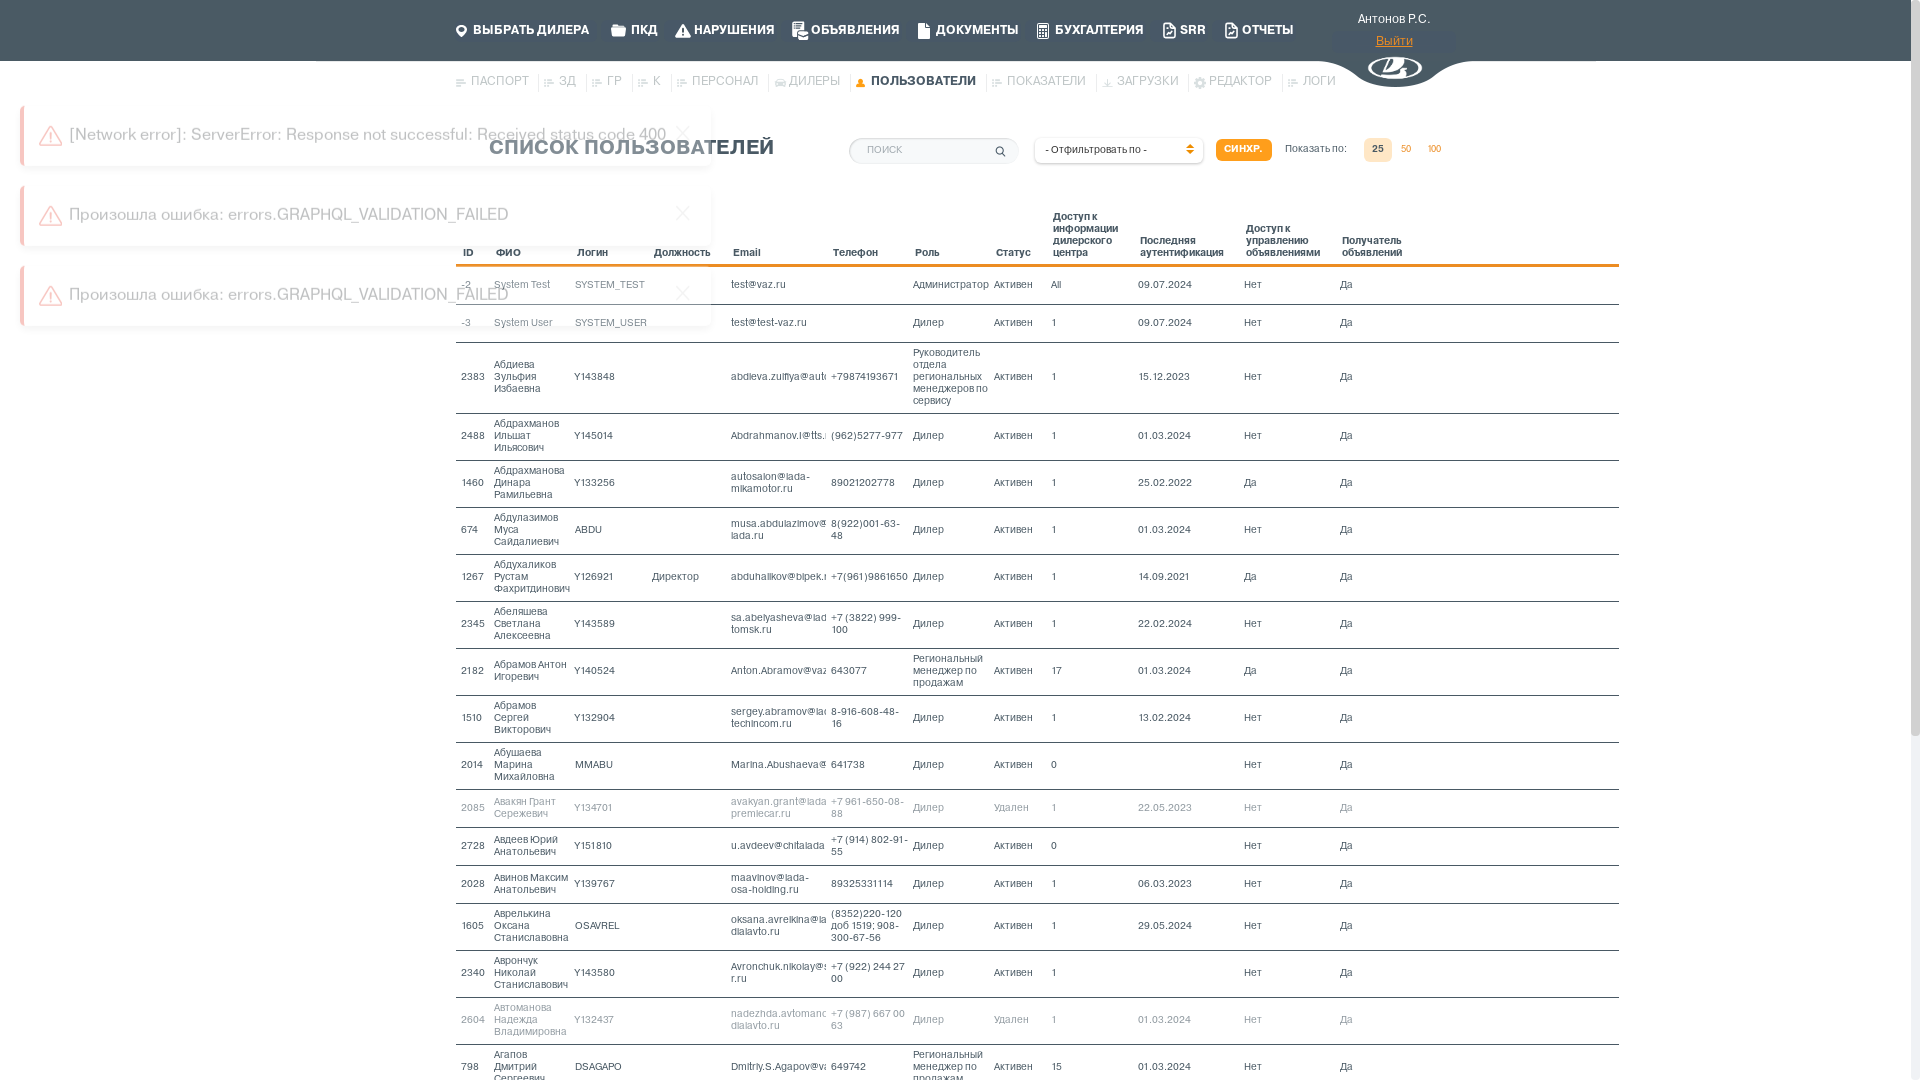 ВЫБРАТЬ ДИЛЕРА ПКД НАРУШЕНИЯ ОБЪЯВЛЕНИЯ ДОКУМЕНТЫ БУХГАЛТЕРИЯ SRR ОТЧЕТЫ
Антонов Р.С.
Выйти
ПАСПОРТ ЗД ГР К ПЕРСОНАЛ ДИЛЕРЫ ПОЛЬЗОВАТЕЛИ ПОКАЗАТЕЛИ ЗАГРУЗКИ РЕДАКТОР ЛОГИ
[Network error]: ServerError: Response not successful: Received status code 400
СПИСОК ПОЛЬЗОВАТЕЛЕЙ
ПОИСК - Отфильтровать по - СИНХР. Показать по: 25 50 100
Произошла ошибка: errors.GRAPHQL_VALIDATION_FAILED
ID ФИО Логин Должность Email Телефон Роль Статус Доступ к информации дилерского центра Последняя аутентификация Доступ к управлению объявлениями Получатель объявлений
Произошла ошибка: errors.GRAPHQL_VALIDATION_FAILED
-2 System Test SYSTEM_TEST test@vaz.ru Администратор Активен All 09.07.2024 Нет Да
-3 System User SYSTEM_USER test@test-vaz.ru Дилер Активен 1 09.07.2024 Нет Да
2383 Абдиева Зульфия Избаевна Y143848 abdieva.zulfiya@auto +79874193671 Руководитель отдела региональных менеджеров по сервису Активен 1 15.12.2023 Нет Да
2488 Абдрахманов Ильшат Ильясович Y145014 Abdrahmanov.I@tts. (962)5277-977 Дилер Активен 1 01.03.2024 Нет Да
1460 Абдрахманова Динара Рамильевна Y133256 autosalon@lada-mikamotor.ru 89021202778 Дилер Активен 1 25.02.2022 Да Да
674 Абдулазимов Муса Сайдалиевич ABDU musa.abdulazimov@ lada.ru 8(922)001-63-48 Дилер Активен 1 01.03.2024 Нет Да
1267 Абдухаликов Рустам Фахритдинович Y126921 Директор abduhalikov@bipek.r +7(961)9861650 Дилер Активен 1 14.09.2021 Да Да
2345 Абеляшева Светлана Алексеевна Y143589 sa.abelyasheva@lad tomsk.ru +7 (3822) 999-100 Дилер Активен 1 22.02.2024 Нет Да
2182 Абрамов Антон Игоревич Y140524 Anton.Abramov@vaz 643077 Региональный менеджер по продажам Активен 17 01.03.2024 Да Да
1510 Абрамов Сергей Викторович Y132904 sergey.abramov@lad techincom.ru 8-916-608-48-16 Дилер Активен 1 13.02.2024 Нет Да
2014 Абушаева Марина Михайловна MMABU Marina.Abushaeva@ 641738 Дилер Активен 0 Нет Да
2085 Авакян Грант Сережевич Y134701 avakyan.grant@lada premiecar.ru +7 961-650-08-88 Дилер Удален 1 22.05.2023 Нет Да
2728 Авдеев Юрий Анатольевич Y151810 u.avdeev@chitalada +7 (914) 802-91-55 Дилер Активен 0 Нет Да
2028 Авинов Максим Анатольевич Y139767 maavinov@lada-osa-holding.ru 89325331114 Дилер Активен 1 06.03.2023 Нет Да
1605 Аврелькина Оксана Станиславовна OSAVREL oksana.avrelkina@la dialavto.ru (8352)220-120 доб 1519; 908-300-67-56 Дилер Активен 1 29.05.2024 Нет Да
2340 Аврончук Николай Станиславович Y143580 Avronchuk.nikolay@s r.ru +7 (922) 244 27 00 Дилер Активен 1 Нет Да
2604 Автоманова Надежда Владимировна Y132437 nadezhda.avtomano dialavto.ru +7 (987) 667 00 63 Дилер Удален 1 01.03.2024 Нет Да
798 Агапов Дмитрий Сергеевич DSAGAPO Dmitriy.S.Agapov@va 649742 Региональный менеджер по продажам Активен 15 01.03.2024 Нет Да